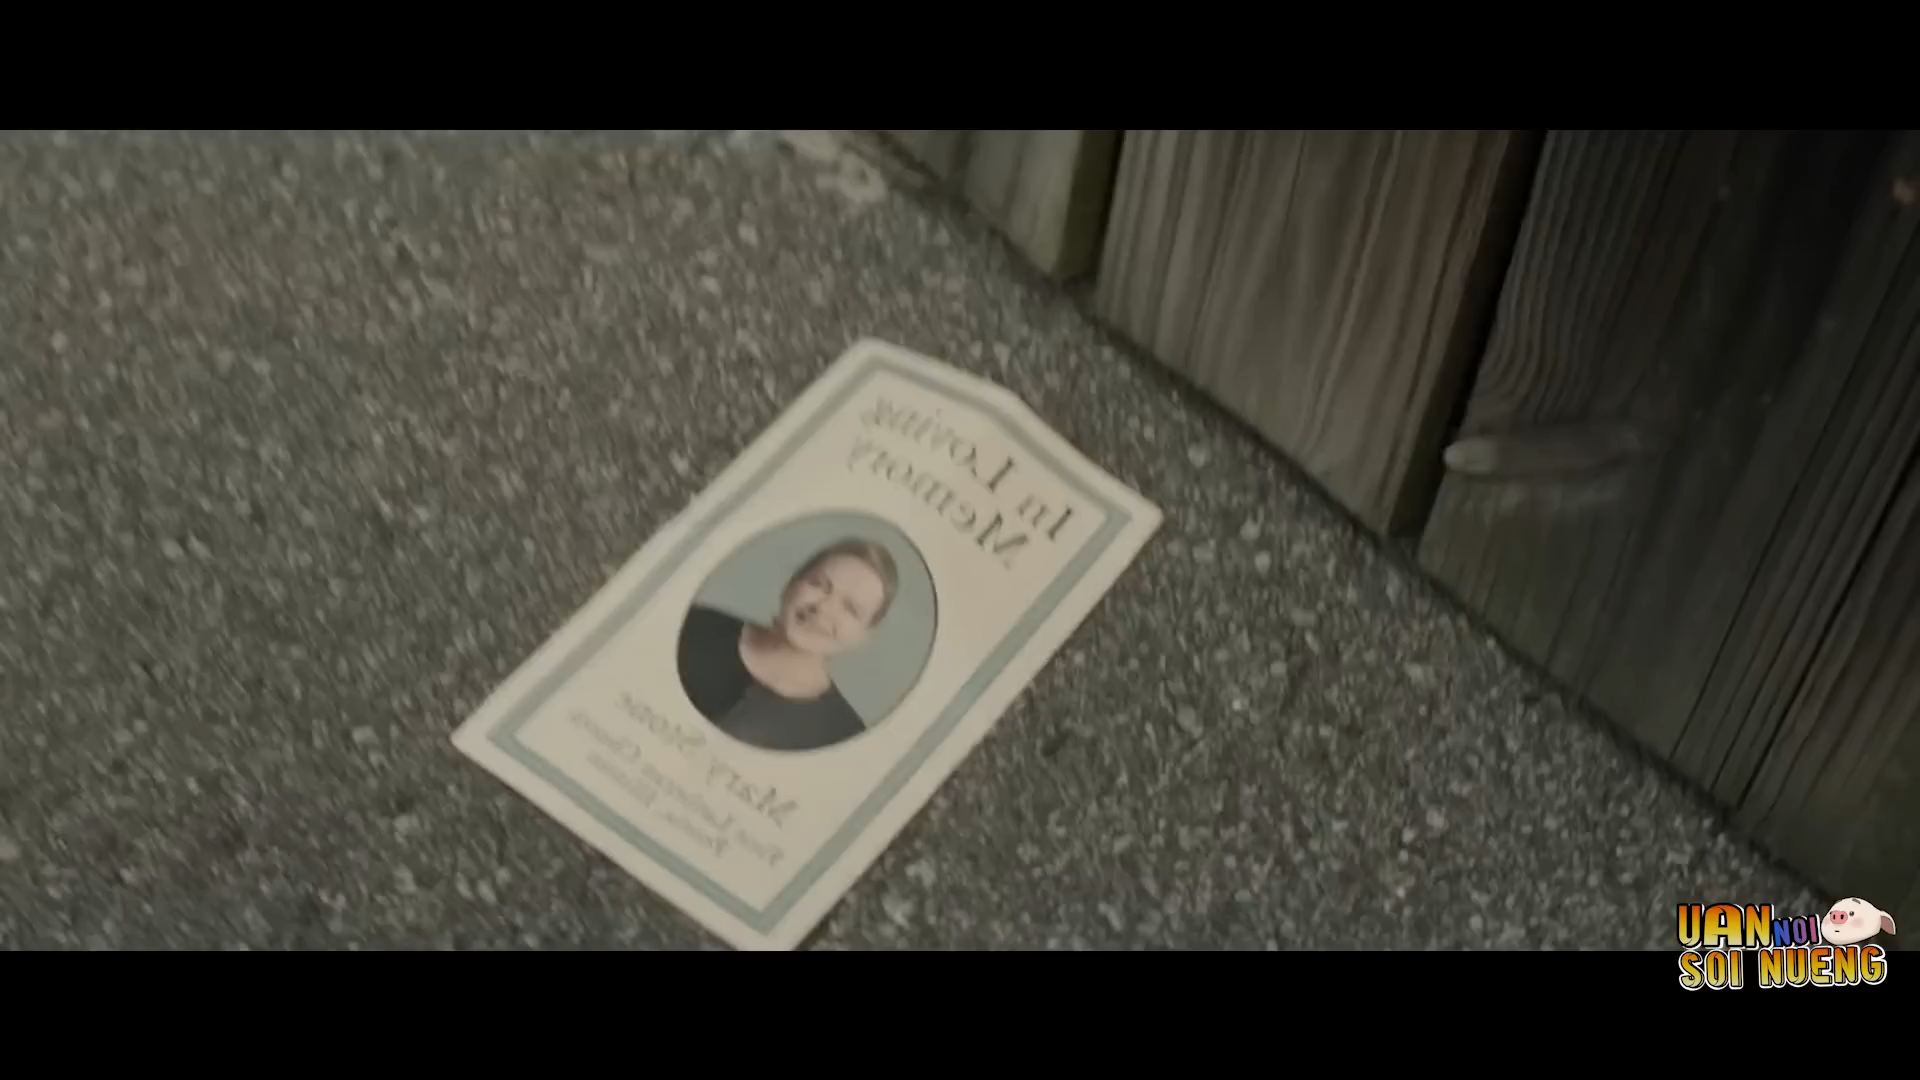 In Loving
Memory
Mary Stone
UAN NOI
SOI NUENG